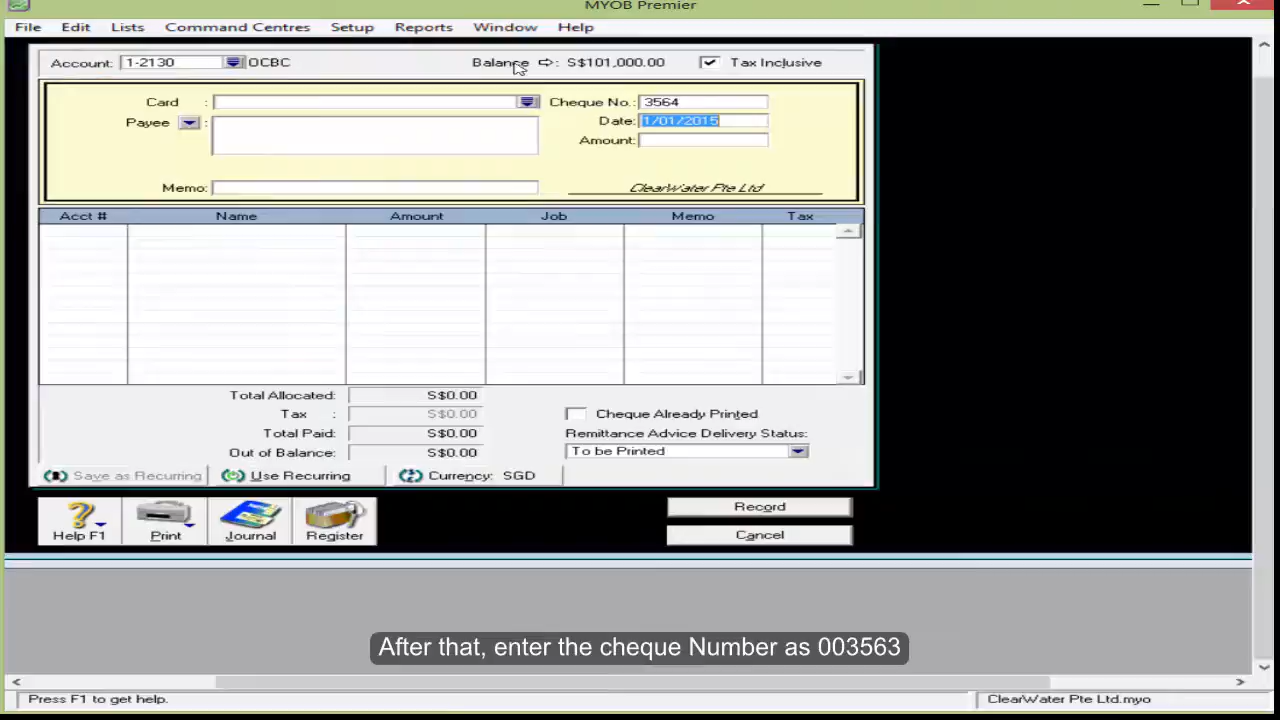 MYOB Premier
File Edit Lists Command Centres Setup Reports Window Help
Account: 1-2130 OCBC Balance : S$101,000.00 Tax Inclusive
Card : Cheque No.: 3564
Payee : Date: 1/01/2015
Amount:
Memo: ClearWater Pte Ltd
Acct # Name Amount Job Memo Tax
Total Allocated: S$0.00
Tax : S$0.00 Cheque Already Printed
Total Paid: S$0.00 Remittance Advice Delivery Status:
Out of Balance: S$0.00 To be Printed
Save as Recurring Use Recurring Currency: SGD
Help F1 Print Journal Register
Record
Cancel
After that, enter the cheque Number as 003563
Press F1 to get help. ClearWater Pte Ltd.myo